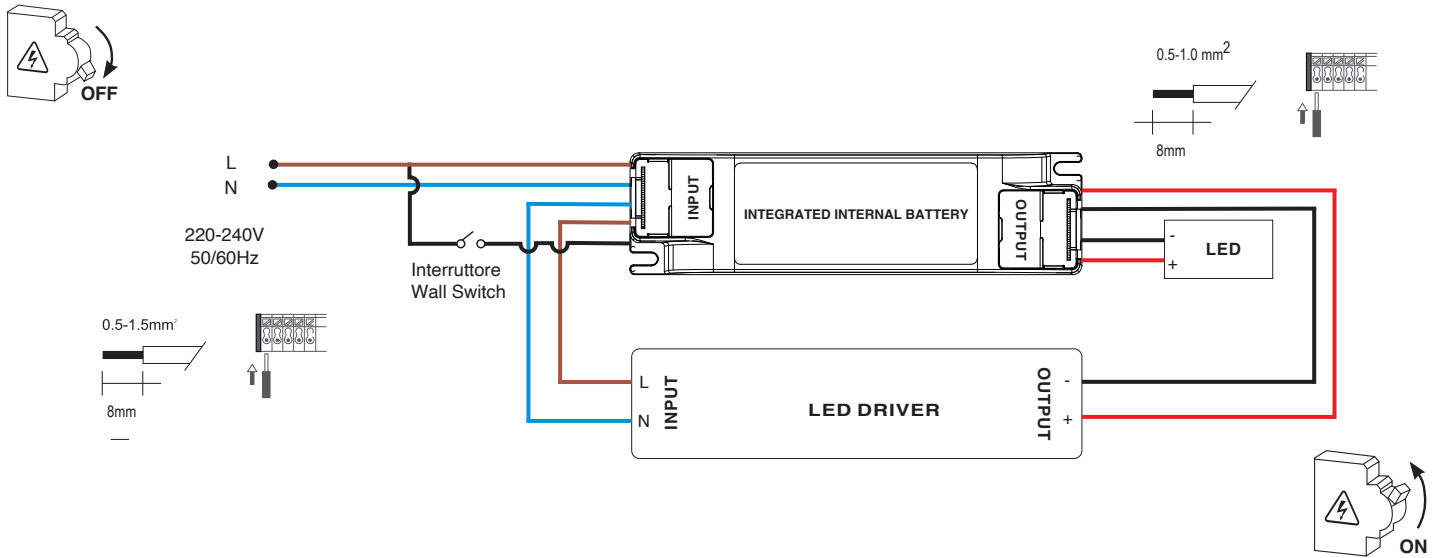 OFF
0.5-1.0 mm²
8mm
L
N
220-240V
50/60Hz
Interruttore
Wall Switch
INPUT
INTEGRATED INTERNAL BATTERY
OUTPUT
-
+
LED
0.5-1.5mm²
8mm
L
N
INPUT
LED DRIVER
OUTPUT
-
+
ON